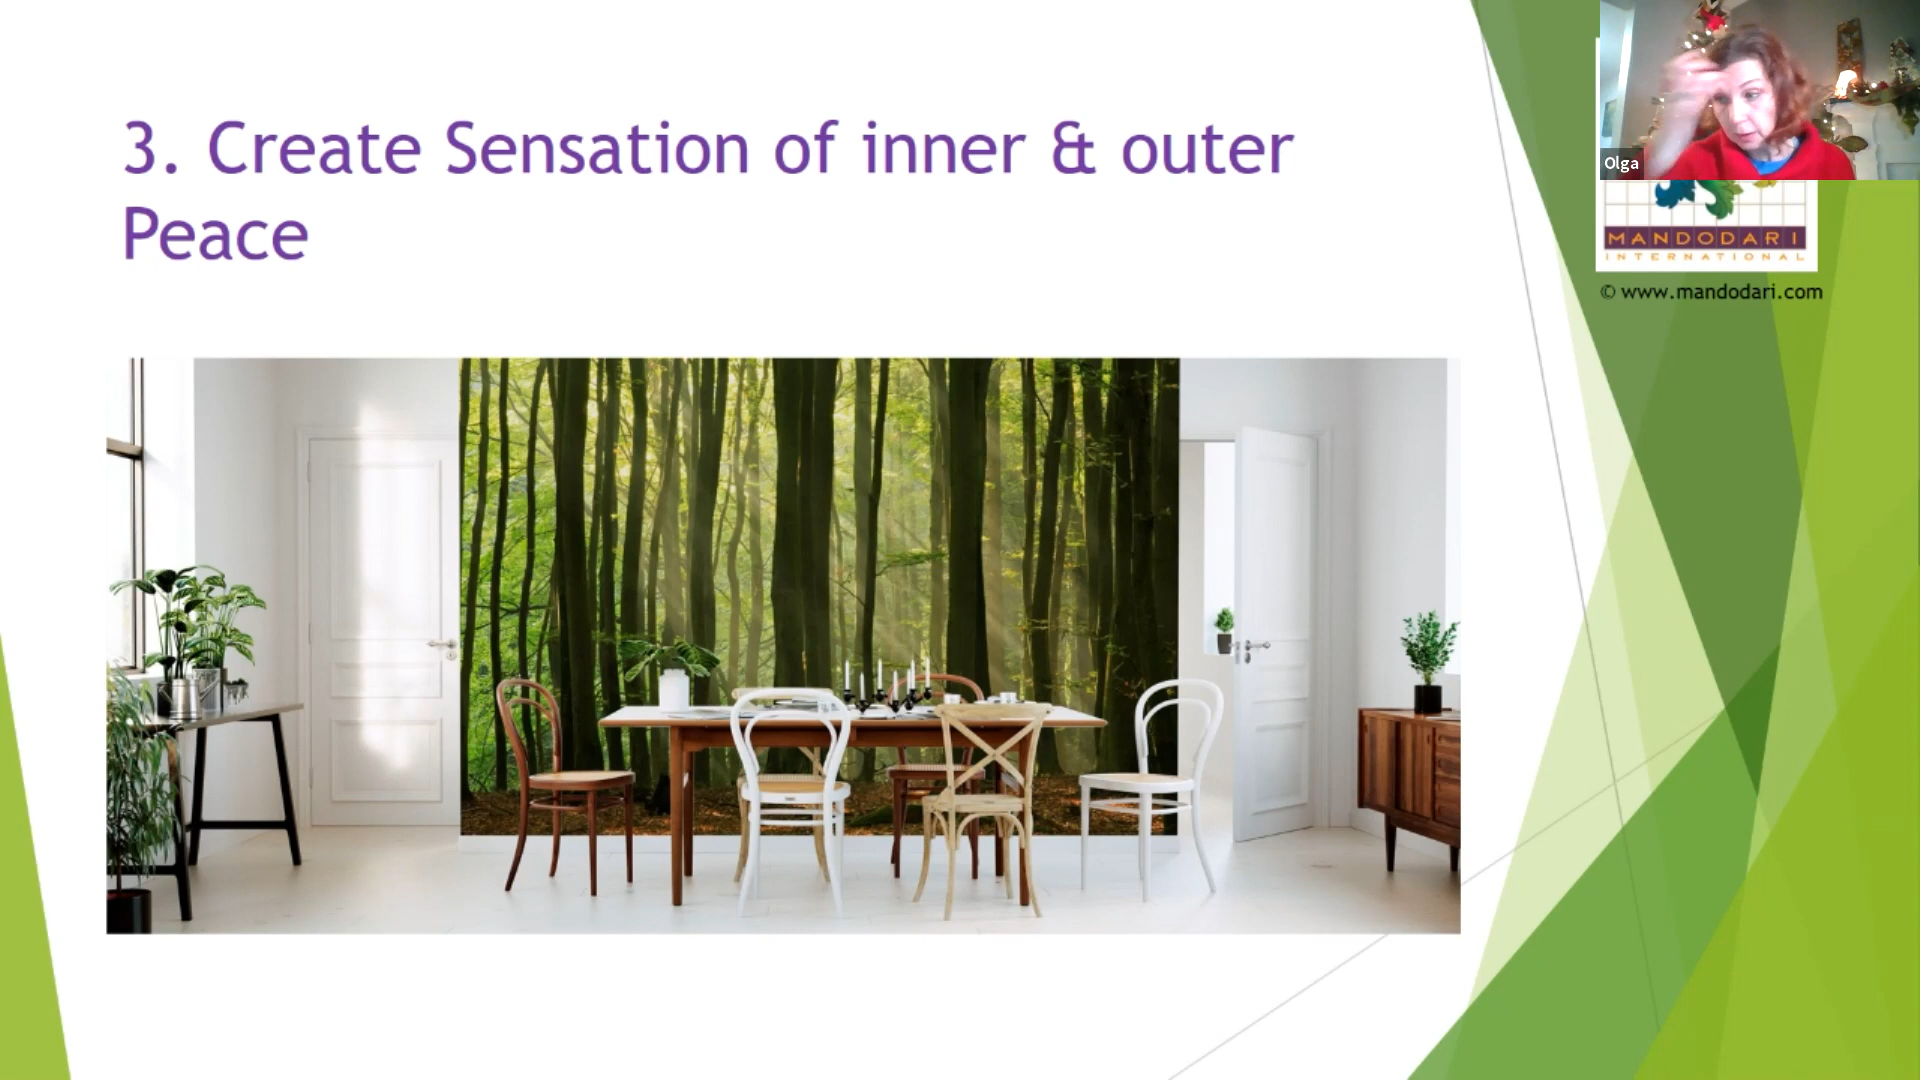 3. Create Sensation of inner & outer
Peace
Olga
MANDODARI
INTERNATIONAL
© www.mandodari.com